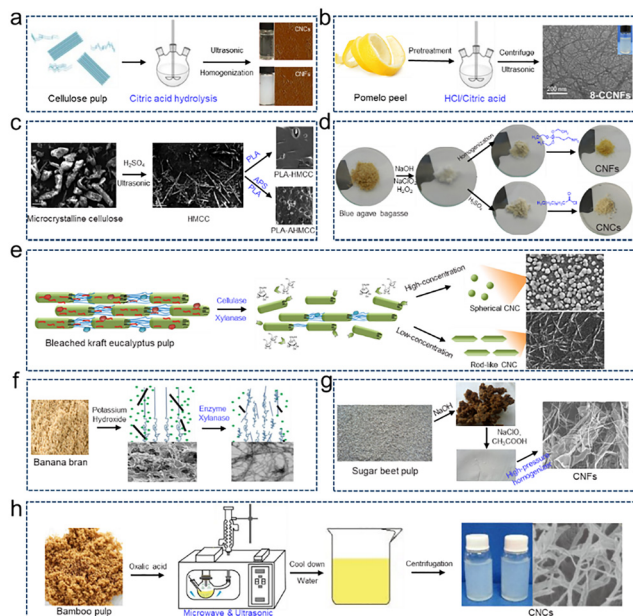 a
Cellulose pulp
Citric acid hydrolysis
Ultrasonic
Homogenization
CNCs
CNFs
b
Pomelo peel
Pretreatment
HCl/Citric acid
Centrifuge
Ultrasonic
200 nm
8-CCNFs
c
Microcrystalline cellulose
H₂SO₄
Ultrasonic
HMCC
PLA
PLA-HMCC
APS
PLA
PLA-AHMCC
d
Blue agave bagasse
NaOH
NaClO₂
H₂O₂
Homogenization
CNFs
H₂SO₄
CNCs
e
Bleached kraft eucalyptus pulp
Cellulase
Xylanase
High-concentration
Spherical CNC
Low-concentration
Rod-like CNC
f
Banana bran
Potassium
Hydroxide
Enzyme
Xylanase
g
Sugar beet pulp
NaOH
CH₃COOH
High-pressure
homogenizer
CNFs
h
Bamboo pulp
Oxalic acid
Microwave & Ultrasonic
Cool down
Water
Centrifugation
CNCs